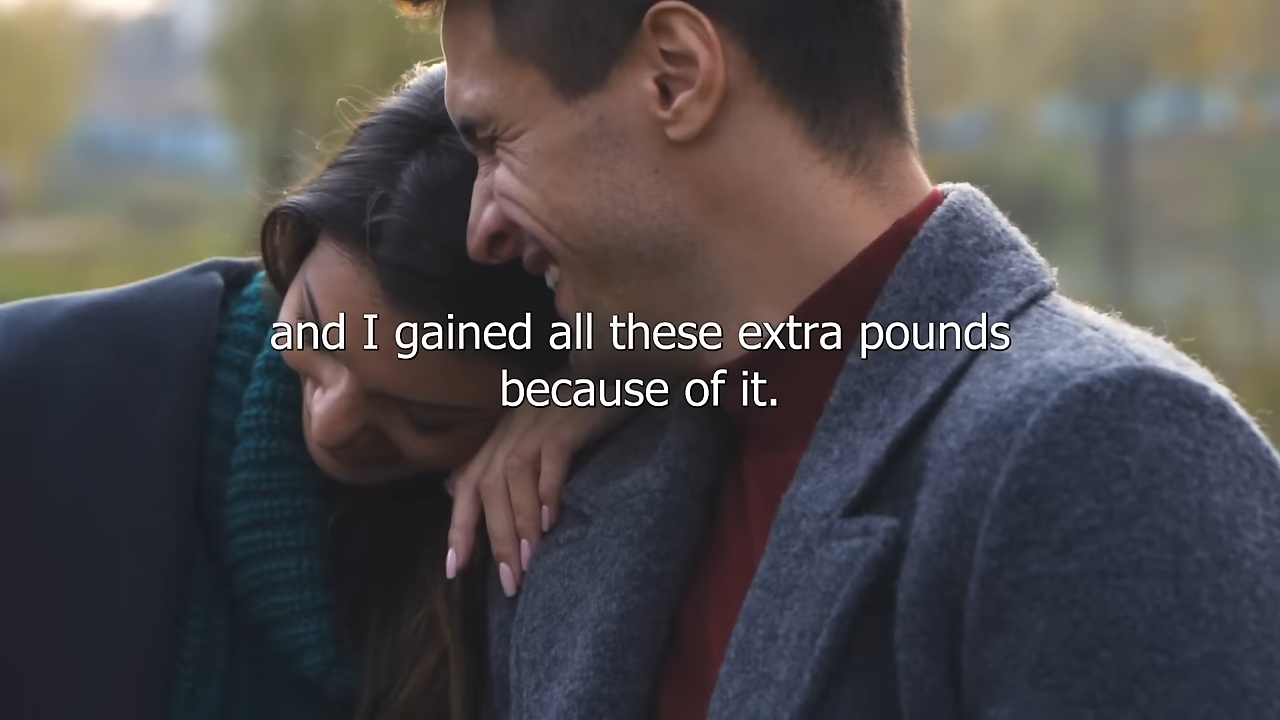 and I gained all these extra pounds
because of it.